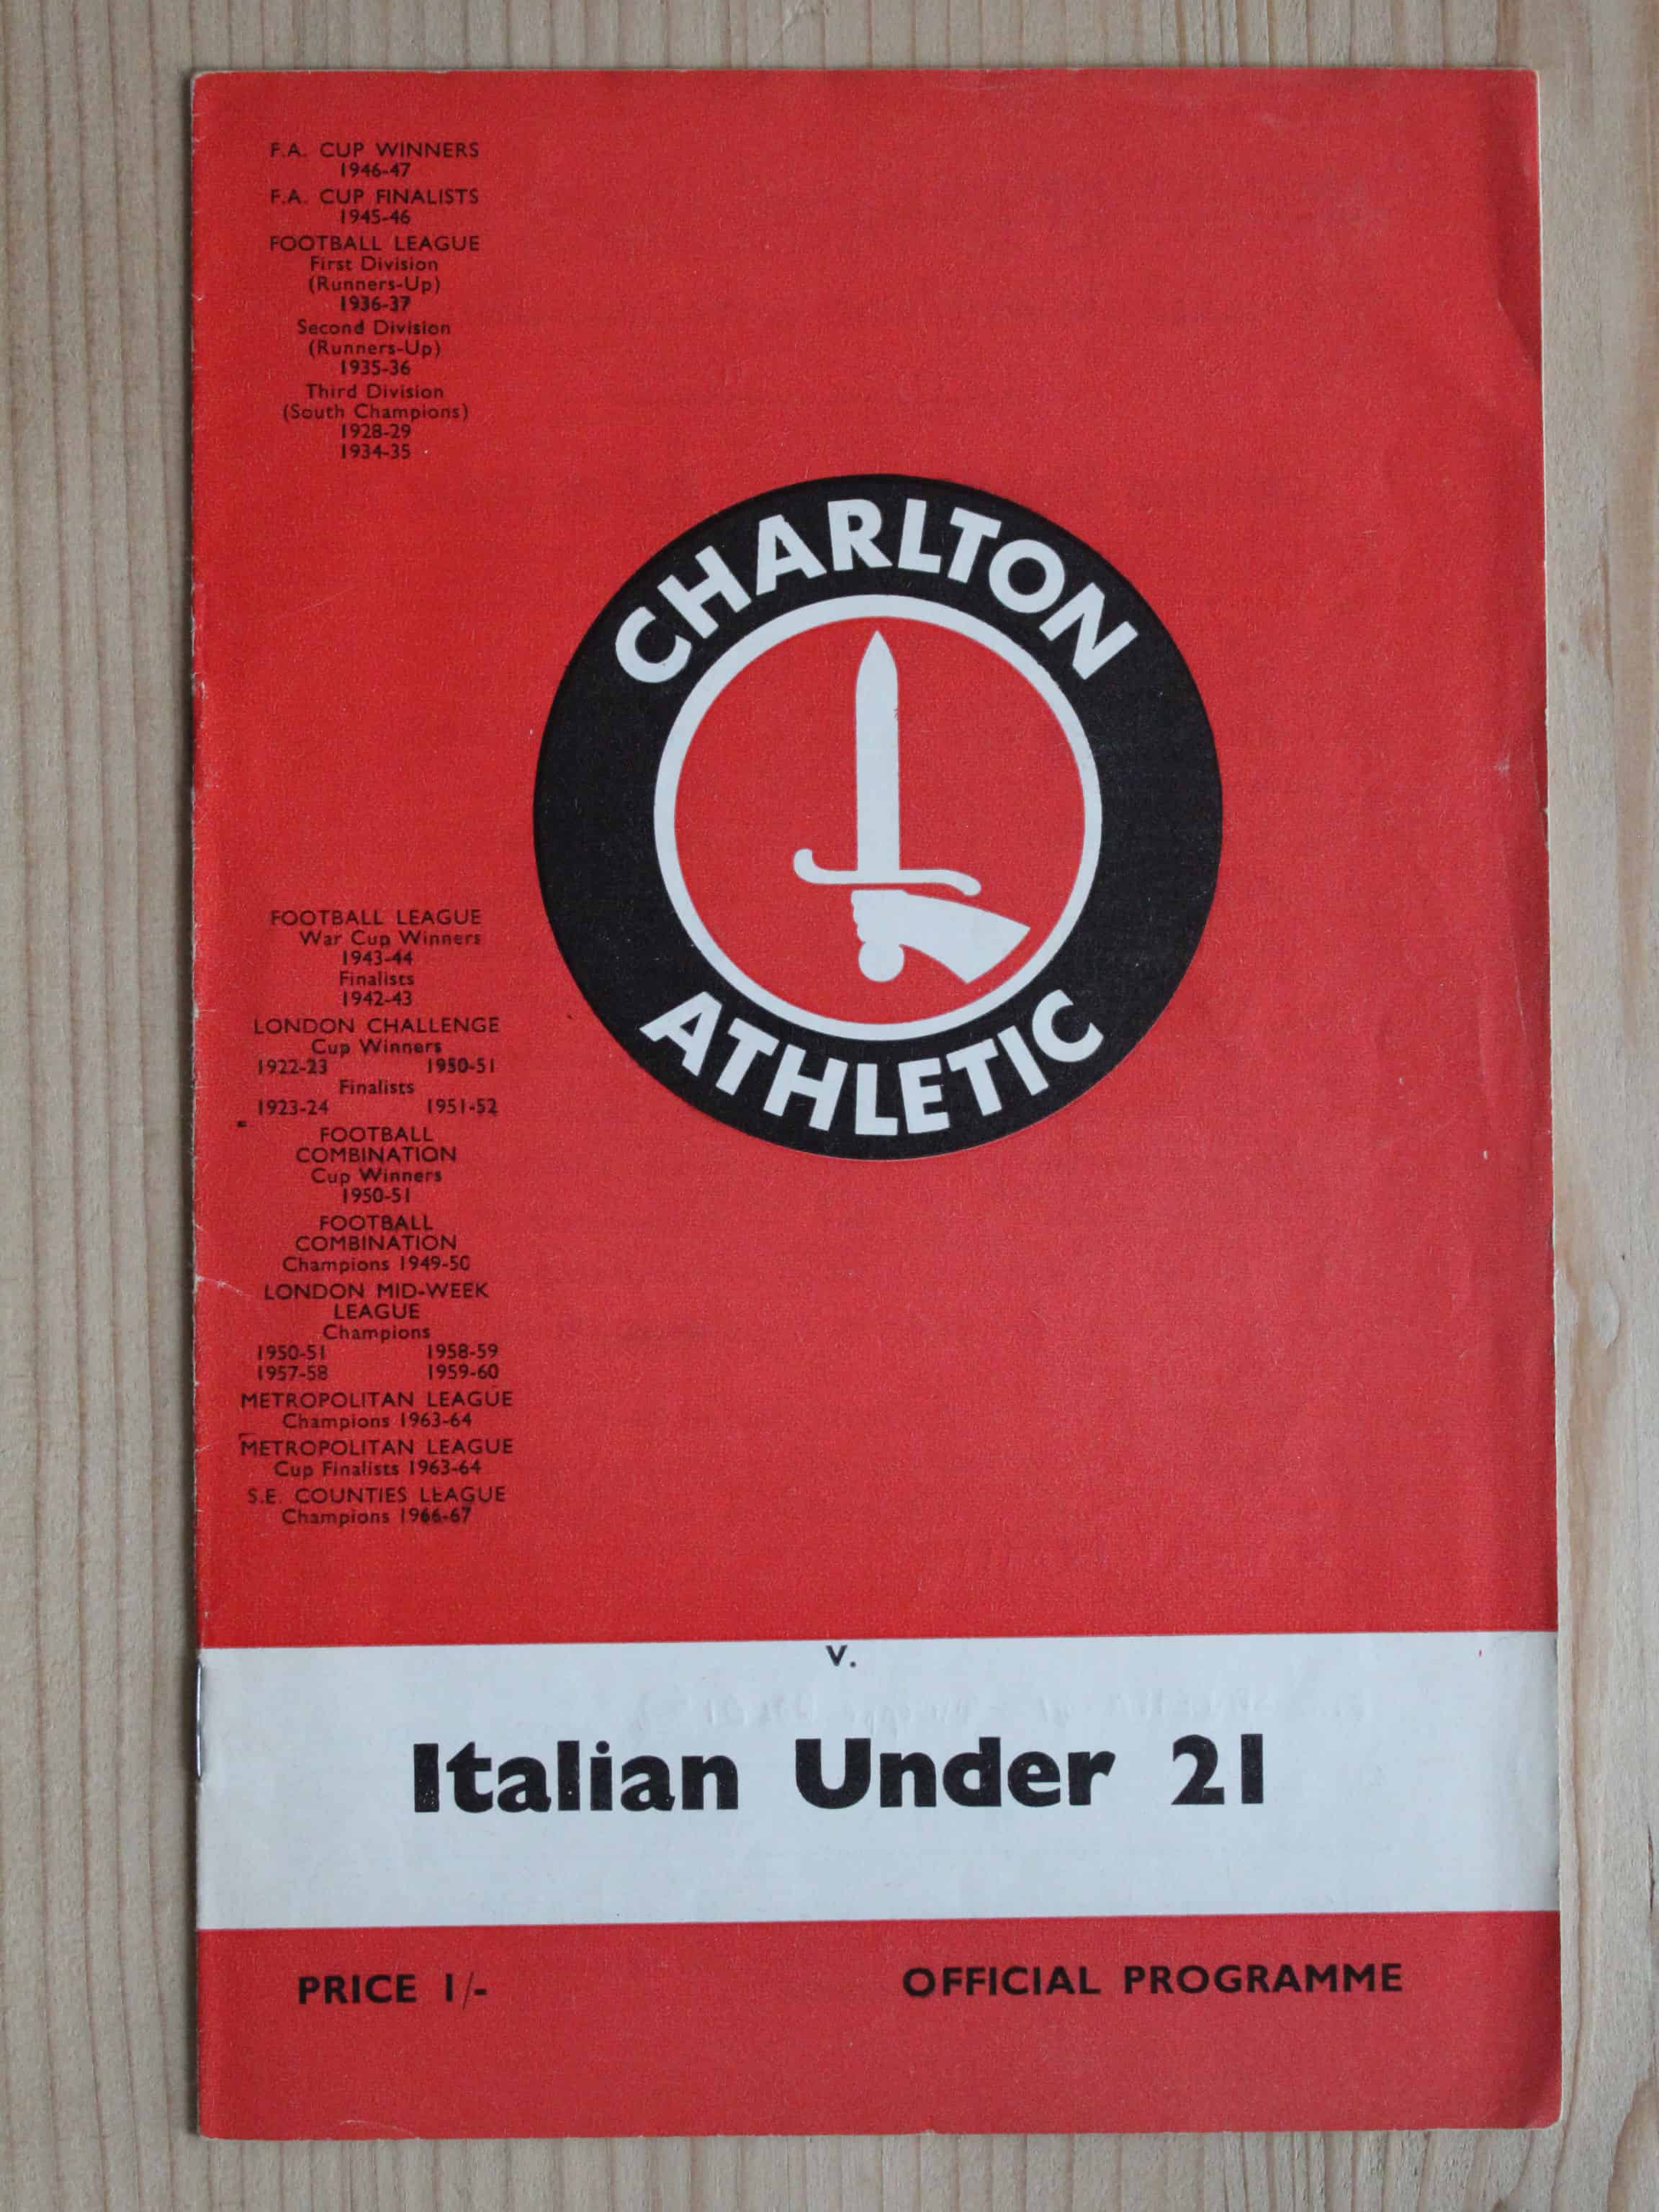 F.A. CUP WINNERS
1946-47
F.A. CUP FINALISTS
1945-46
FOOTBALL LEAGUE
First Division
(Runners-Up)
1936-37
Second Division
(Runners-Up)
1935-36
Third Division
(South Champions)
1928-29
1934-35
CHARLTON
ATHLETIC
FOOTBALL LEAGUE
War Cup Winners
1943-44
Finalists
1942-43
LONDON CHALLENGE
Cup Winners
1922-23 1950-51
Finalists
1923-24 1951-52
FOOTBALL
COMBINATION
Cup Winners
1950-51
FOOTBALL
COMBINATION
Champions 1949-50
LONDON MID-WEEK
LEAGUE
Champions
1950-51 1958-59
1957-58 1959-60
METROPOLITAN LEAGUE
Champions 1963-64
METROPOLITAN LEAGUE
Cup Finalists 1963-64
S.E. COUNTIES LEAGUE
Champions 1966-67
v.
Italian Under 21
PRICE 1/-
OFFICIAL PROGRAMME